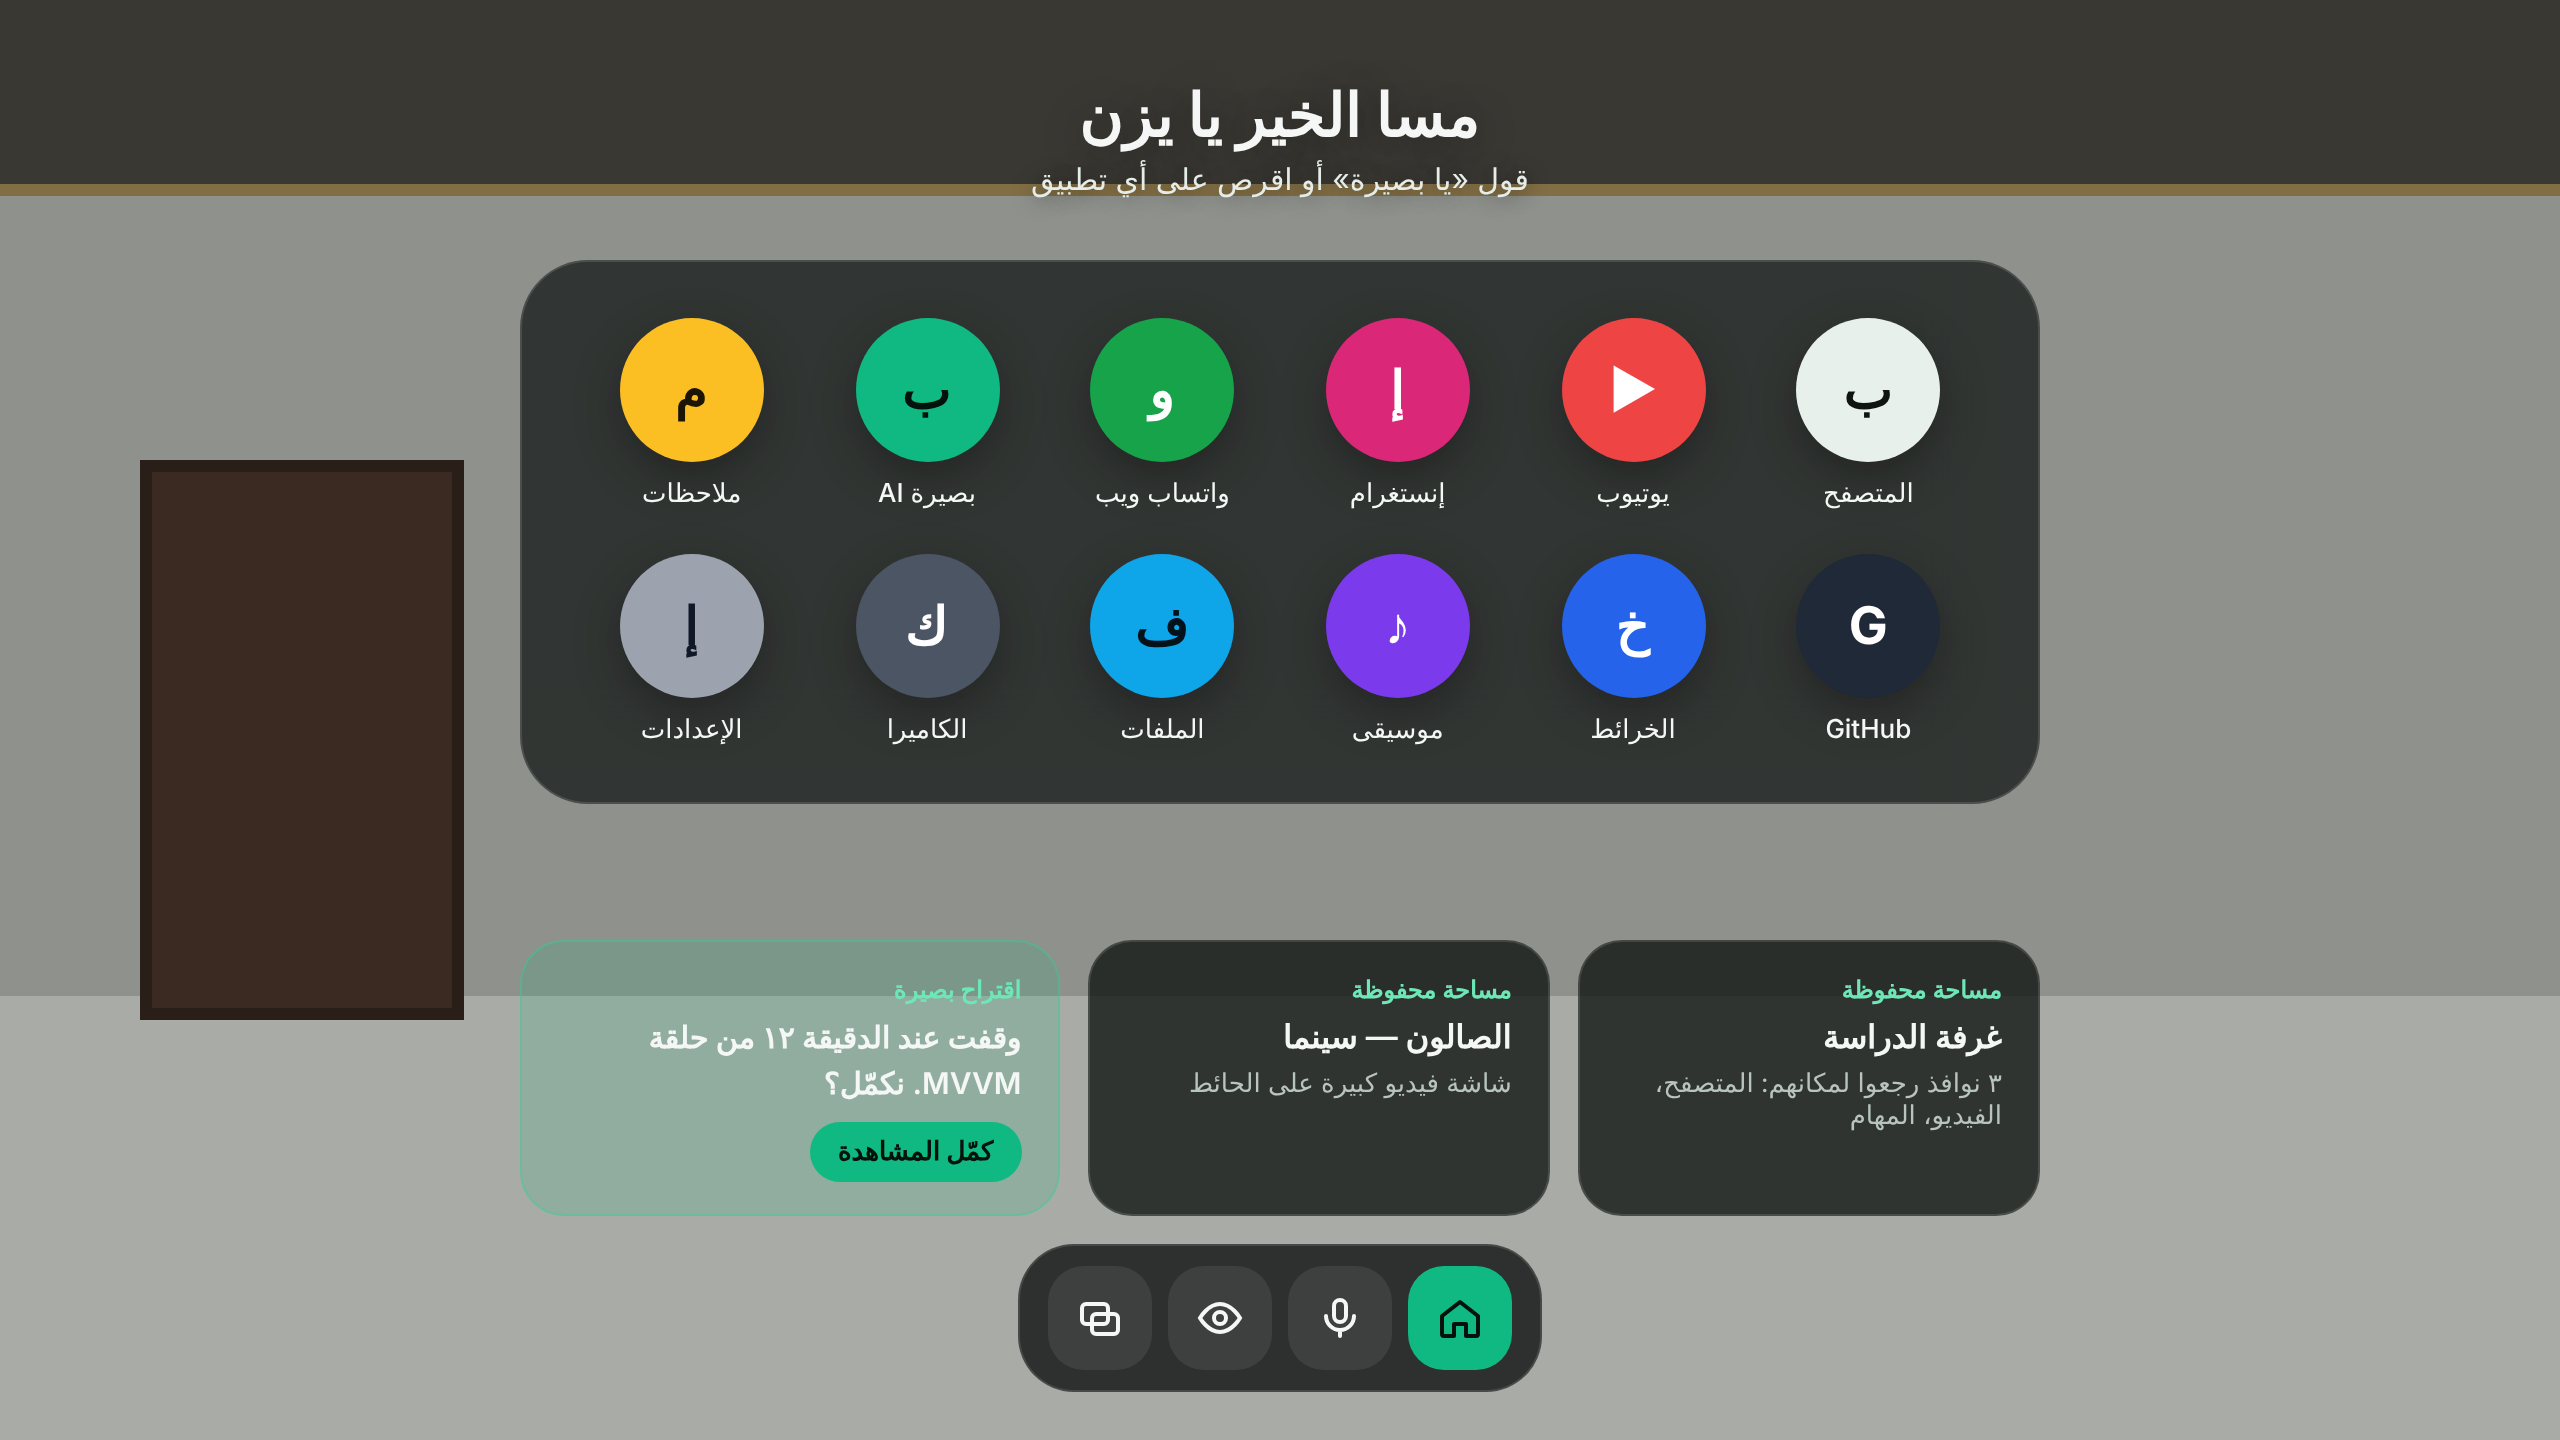 مسا الخير يا يزن
قول «يا بصيرة» أو اقرص على أي تطبيق
ب
▶
إ
و
ب
م
المتصفح
يوتيوب
إنستغرام
واتساب ويب
بصيرة AI
ملاحظات
G
خ
♪
ف
ك
إ
GitHub
الخرائط
موسيقى
الملفات
الكاميرا
الإعدادات
مساحة محفوظة
غرفة الدراسة
٣ نوافذ رجعوا لمكانهم: المتصفح،
الفيديو، المهام
مساحة محفوظة
الصالون — سينما
شاشة فيديو كبيرة على الحائط
اقتراح بصيرة
وقفت عند الدقيقة ١٢ من حلقة
MVVM. نكمّل؟
كمّل المشاهدة